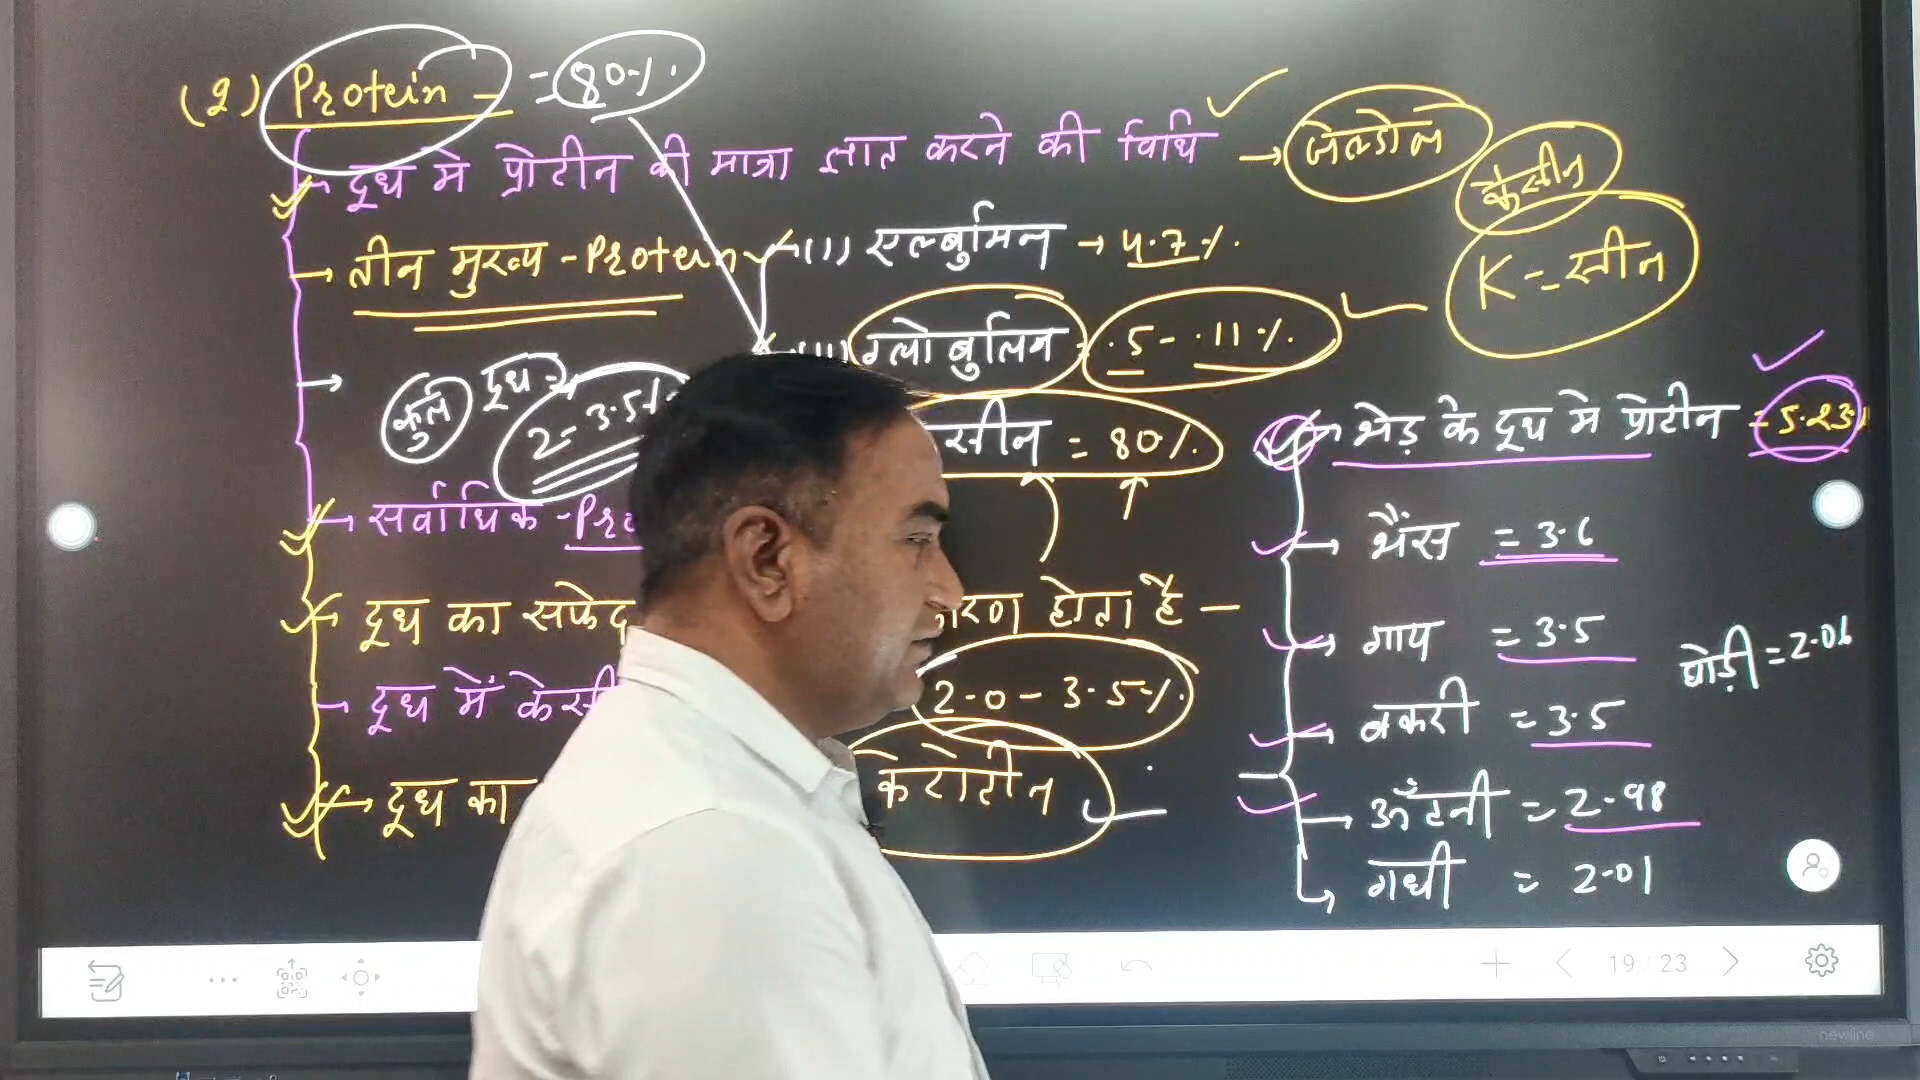 (2) Protein = 80%.
दूध मे प्रोटीन की मात्रा ज्ञात करने की विधि → जेल्डोल
केसीन
तीन मुख्य - Protein (i) एल्बुमिन → 4.7%.
K = सीन
ग्लोबुलिन = .5 - .11%.
कुल दूध → 2 - 3.5%
सीन = 80%.
भेड़ के दूध मे प्रोटीन = 5.23
सर्वाधिक - Pro
भैंस = 3.6
दूध का सफेद रण होता है —
गाय = 3.5
घोड़ी = 2.06
दूध में केसी 2.0 - 3.5%.
बकरी = 3.5
दूध का केरोटीन
ऊँटनी = 2.98
गधी = 2.01
19 / 23
newline